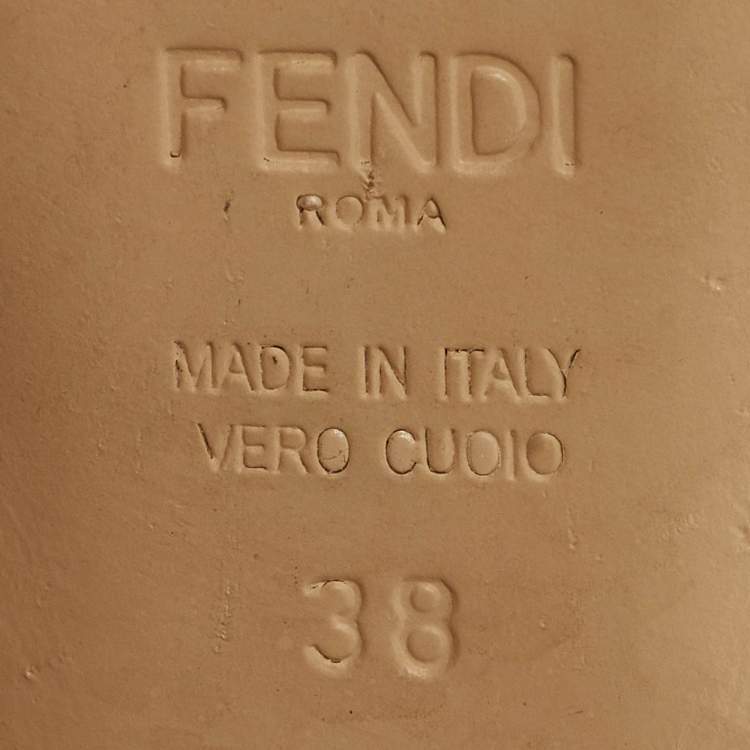 FENDI
ROMA
MADE IN ITALY
VERO CUOIO
38